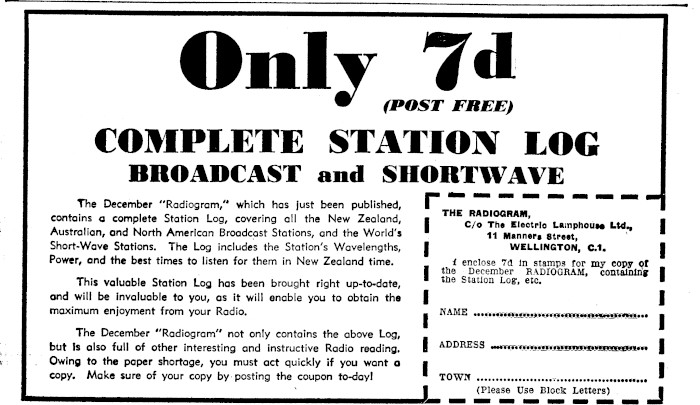 Only 7d
(POST FREE)
COMPLETE STATION LOG
BROADCAST and SHORTWAVE
The December "Radiogram," which has just been published,
contains a complete Station Log, covering all the New Zealand,
Australian, and North American Broadcast Stations, and the World's
Short-Wave Stations. The Log includes the Station's Wavelengths,
Power, and the best times to listen for them in New Zealand time.
This valuable Station Log has been brought right up-to-date,
and will be invaluable to you, as it will enable you to obtain the
maximum enjoyment from your Radio.
The December "Radiogram" not only contains the above Log,
but is also full of other interesting and instructive Radio reading.
Owing to the paper shortage, you must act quickly if you want a
copy. Make sure of your copy by posting the coupon to-day!
THE RADIOGRAM,
C/o The Electric Lamphouse Ltd.,
11 Manners Street,
WELLINGTON, C.1.
I enclose 7d in stamps for my copy of
the December RADIOGRAM, containing
the Station Log, etc.
NAME ................................
ADDRESS ................................
TOWN ................................
(Please Use Block Letters)